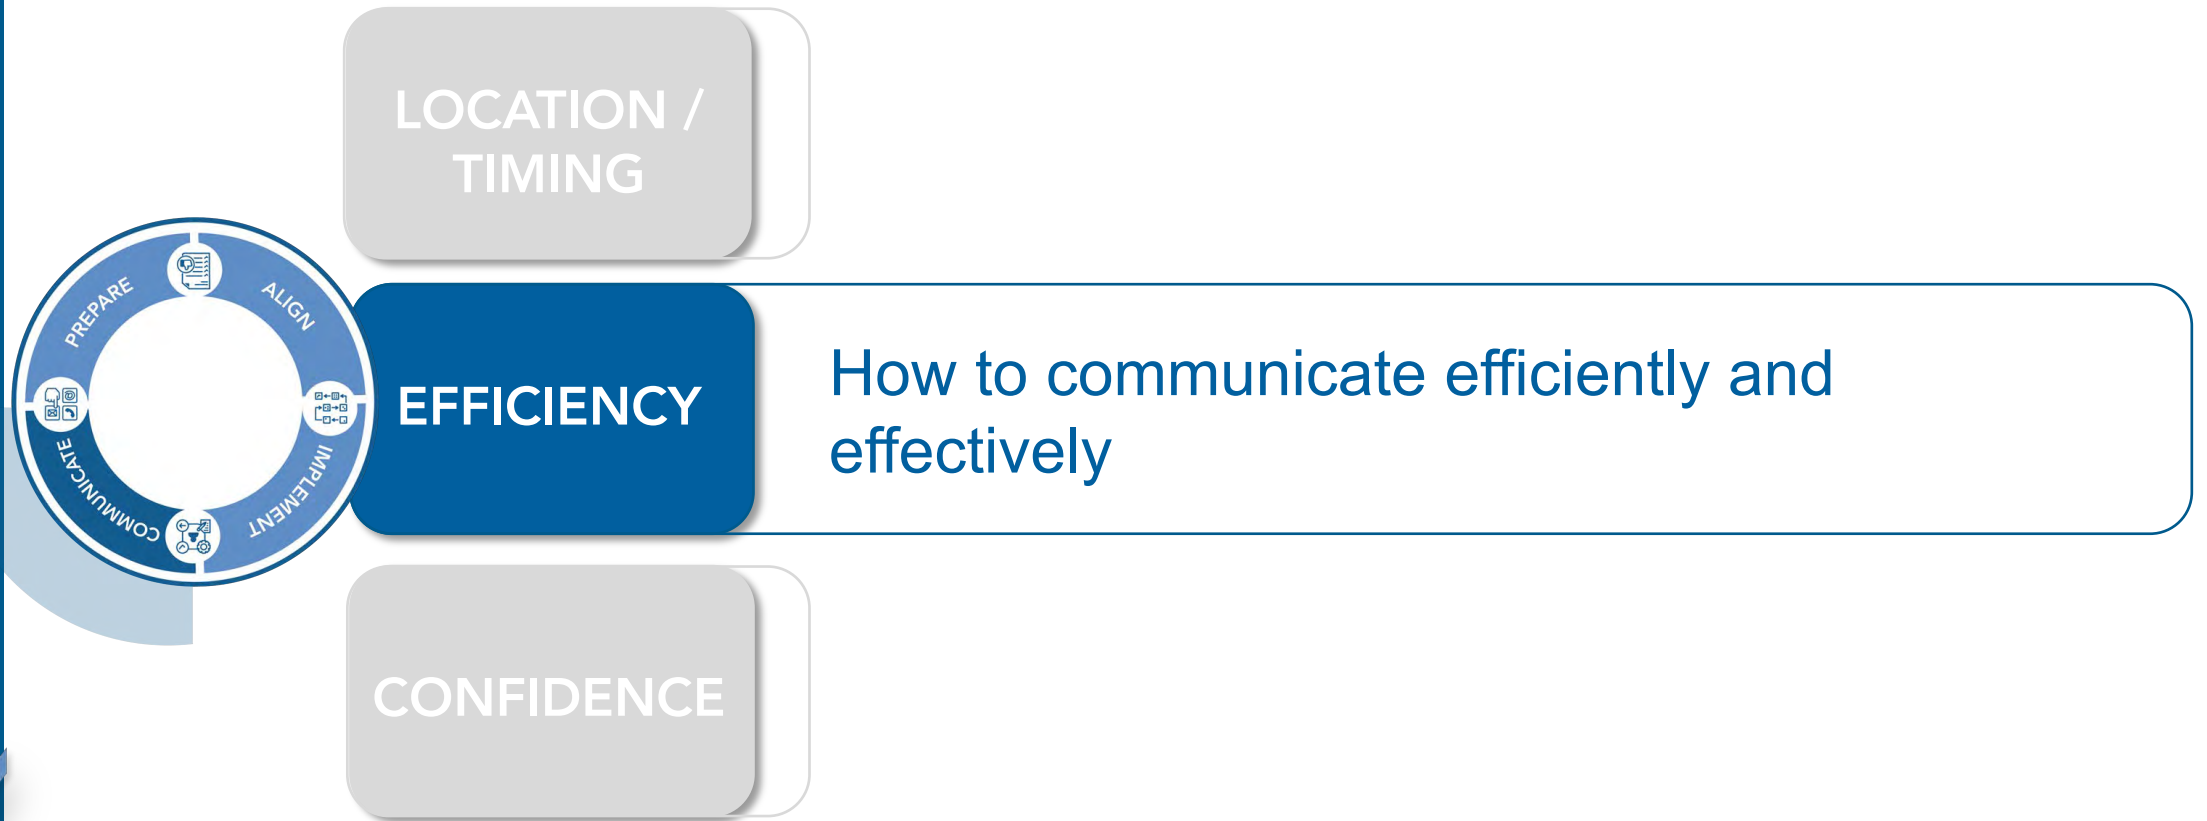 LOCATION /
TIMING
PREPARE
ALIGN
IMPLEMENT
COMMUNICATE
EFFICIENCY
How to communicate efficiently and
effectively
CONFIDENCE